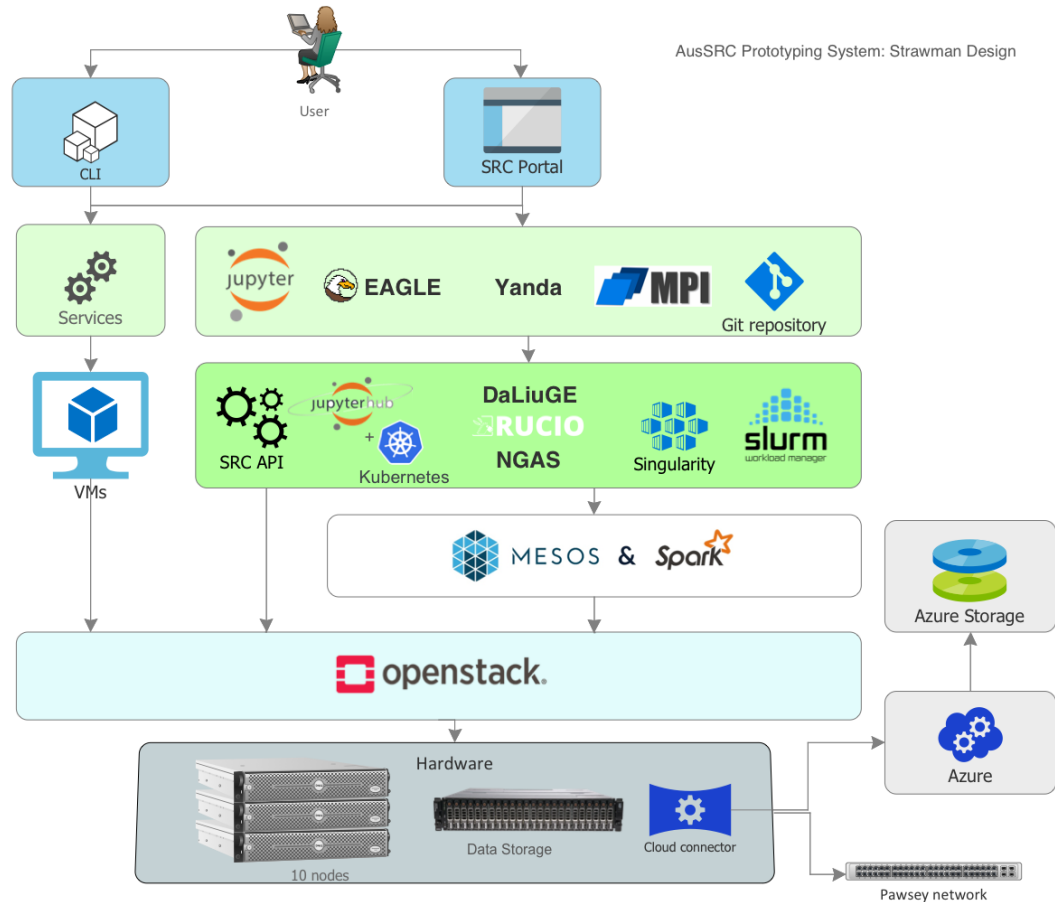 AusSRC Prototyping System: Strawman Design
User
CLI
SRC Portal
Services
jupyter
EAGLE
Yanda
MPI
Git repository
VMs
SRC API
jupyterhub
+
Kubernetes
DaLiuGE
RUCIO
NGAS
Singularity
slurm
workload manager
MESOS & Spark
Azure Storage
openstack.
Hardware
10 nodes
Data Storage
Cloud connector
Azure
Pawsey network